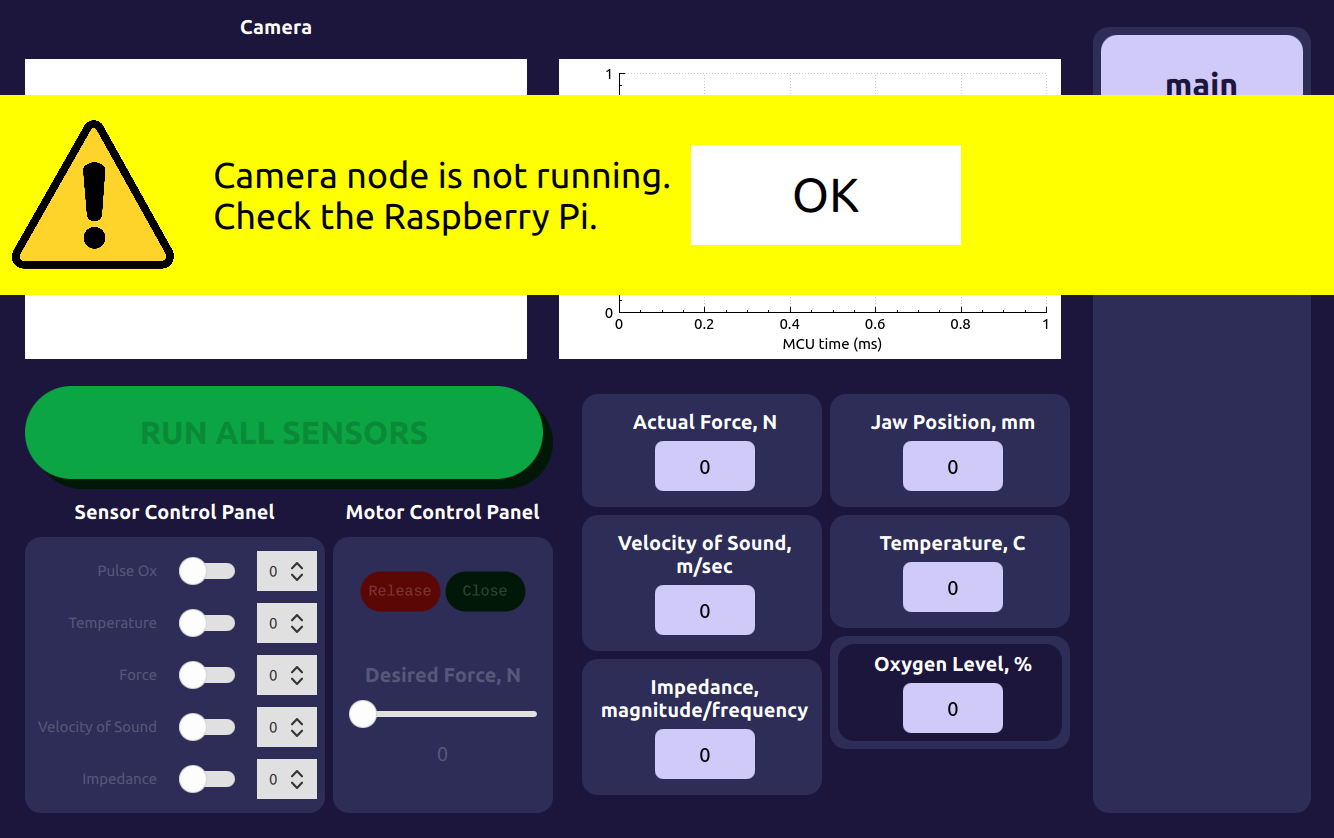 Camera
main
Camera node is not running.
Check the Raspberry Pi.
OK
1
0
0 0.2 0.4 0.6 0.8 1
MCU time (ms)
RUN ALL SENSORS
Sensor Control Panel
Pulse Ox 0
Temperature 0
Force 0
Velocity of Sound 0
Impedance 0
Motor Control Panel
Release Close
Desired Force, N
0
Actual Force, N
0
Jaw Position, mm
0
Velocity of Sound,
m/sec
0
Temperature, C
0
Impedance,
magnitude/frequency
0
Oxygen Level, %
0